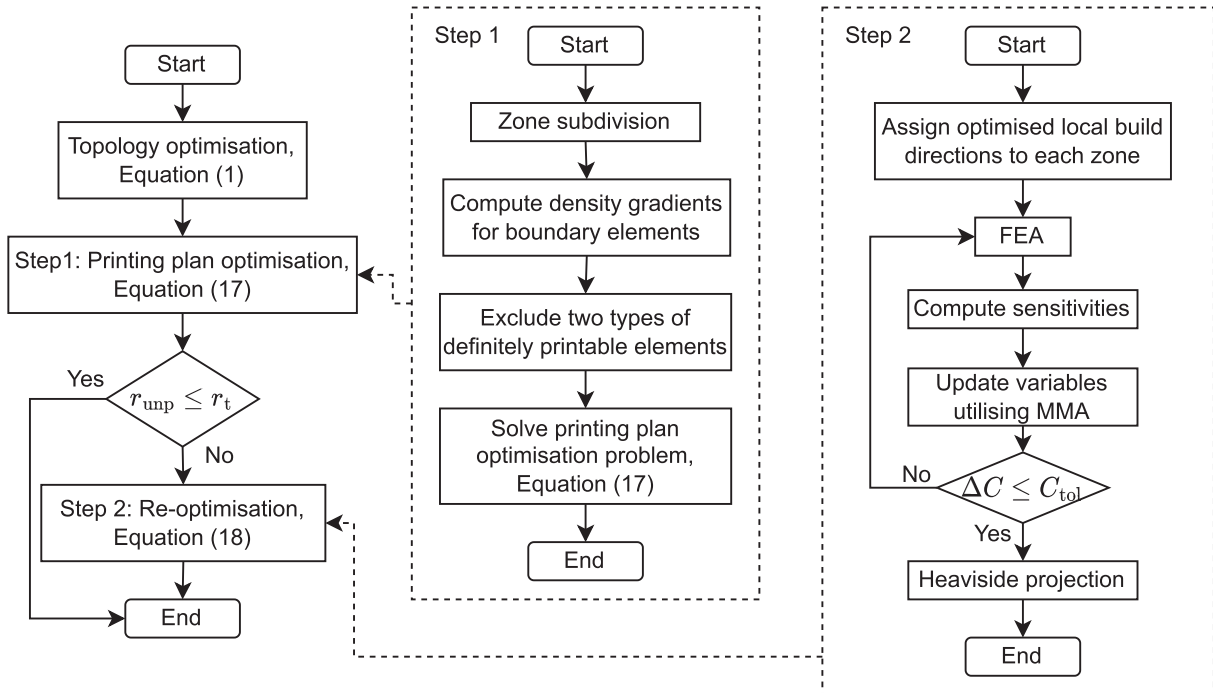 Start
Topology optimisation,
Equation (1)
Step1: Printing plan optimisation,
Equation (17)
Yes
r_unp ≤ r_t
No
Step 2: Re-optimisation,
Equation (18)
End
Step 1
Start
Zone subdivision
Compute density gradients
for boundary elements
Exclude two types of
definitely printable elements
Solve printing plan
optimisation problem,
Equation (17)
End
Step 2
Start
Assign optimised local build
directions to each zone
FEA
Compute sensitivities
Update variables
utilising MMA
No
ΔC ≤ C_tol
Yes
Heaviside projection
End